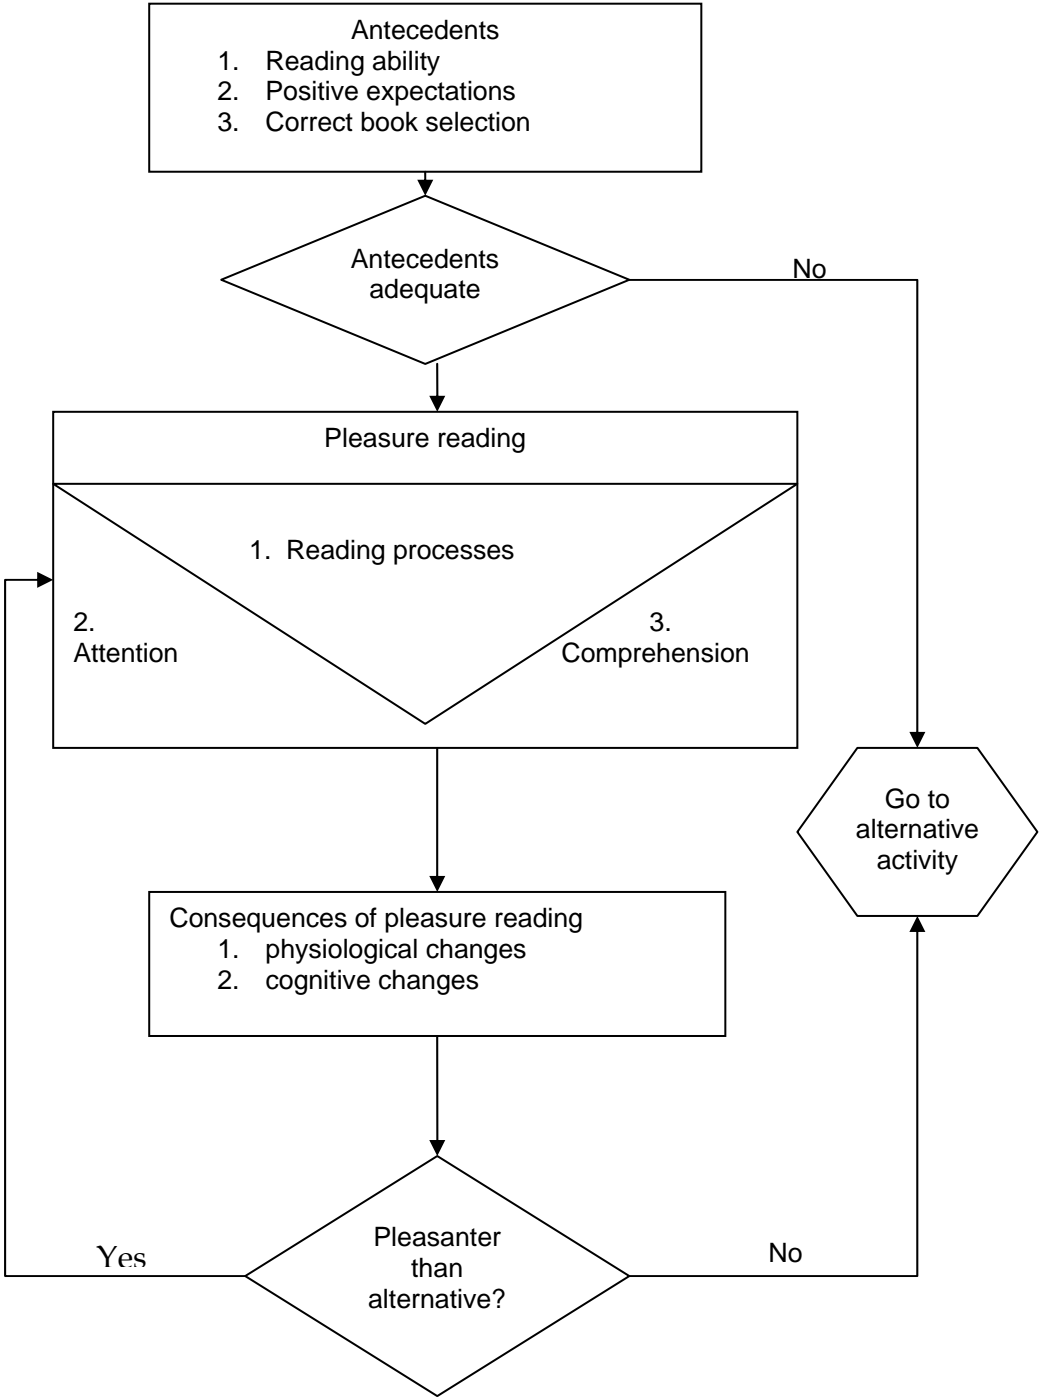 Antecedents
1. Reading ability
2. Positive expectations
3. Correct book selection
Antecedents
adequate
No
Pleasure reading
1. Reading processes
2.
Attention
3.
Comprehension
Go to
alternative
activity
Consequences of pleasure reading
1. physiological changes
2. cognitive changes
Pleasanter
than
alternative?
Yes
No